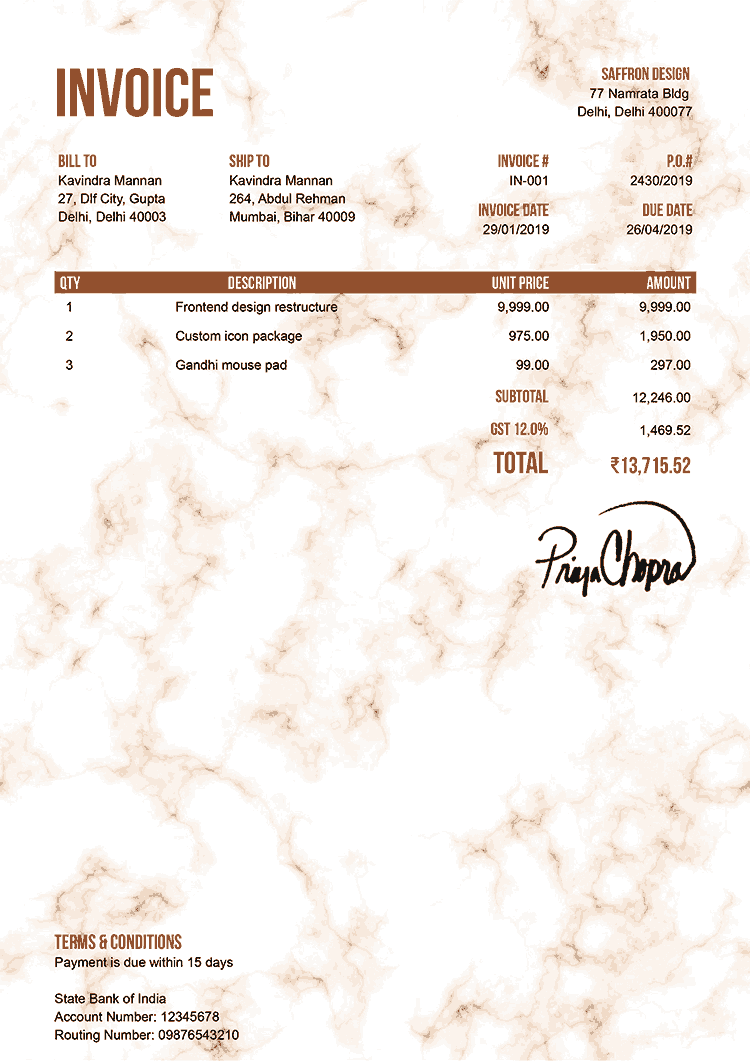 INVOICE
SAFFRON DESIGN
77 Namrata Bldg
Delhi, Delhi 400077
BILL TO
Kavindra Mannan
27, Dlf City, Gupta
Delhi, Delhi 40003
SHIP TO
Kavindra Mannan
264, Abdul Rehman
Mumbai, Bihar 40009
INVOICE # P.O.#
IN-001 2430/2019
INVOICE DATE DUE DATE
29/01/2019 26/04/2019
QTY DESCRIPTION UNIT PRICE AMOUNT
1 Frontend design restructure 9,999.00 9,999.00
2 Custom icon package 975.00 1,950.00
3 Gandhi mouse pad 99.00 297.00
SUBTOTAL 12,246.00
GST 12.0% 1,469.52
TOTAL ₹13,715.52
Priya Chopra
TERMS & CONDITIONS
Payment is due within 15 days
State Bank of India
Account Number: 12345678
Routing Number: 09876543210